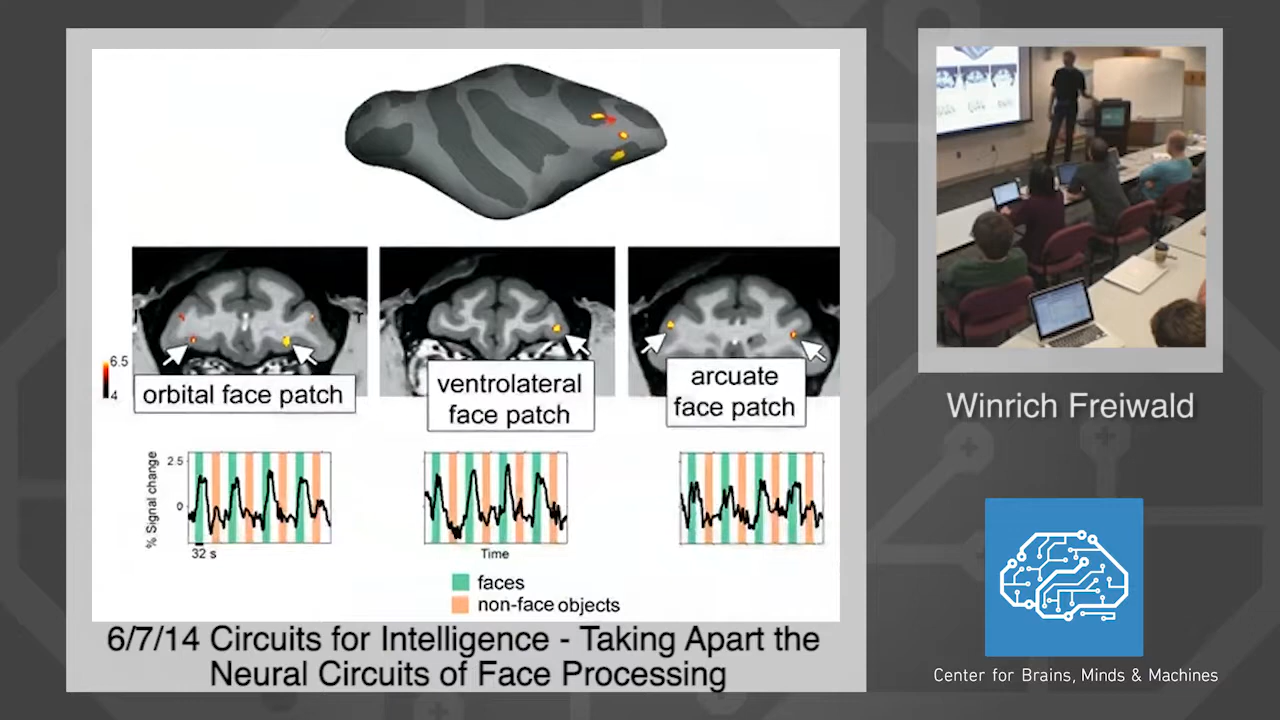 6.5
4
orbital face patch
ventrolateral
face patch
arcuate
face patch
% Signal change
2.5
0
32 s
Time
faces
non-face objects
6/7/14 Circuits for Intelligence - Taking Apart the
Neural Circuits of Face Processing
Winrich Freiwald
Center for Brains, Minds & Machines